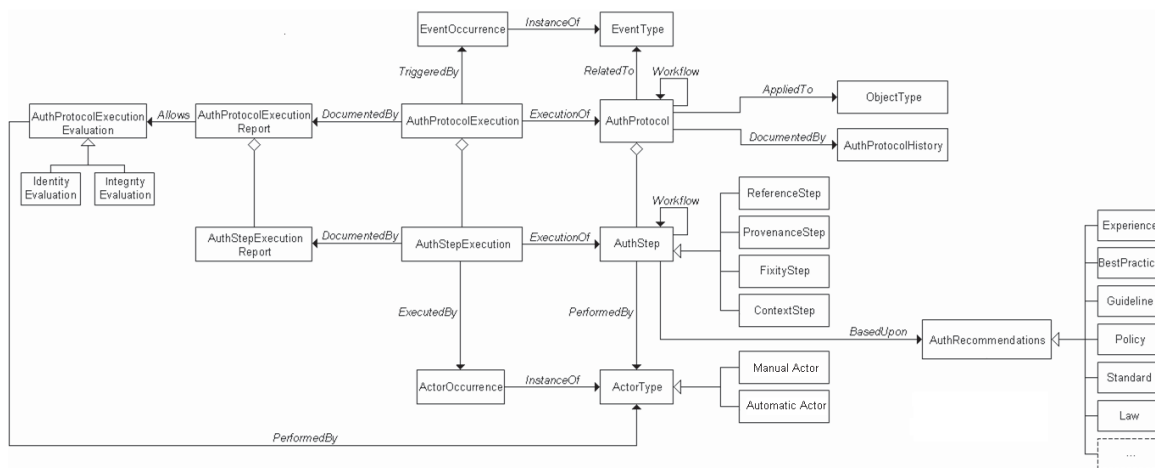 EventOccurrence
InstanceOf
EventType
TriggeredBy
RelatedTo
Workflow
AppliedTo
ObjectType
AuthProtocolExecution
Evaluation
Allows
AuthProtocolExecution
Report
DocumentedBy
AuthProtocolExecution
ExecutionOf
AuthProtocol
DocumentedBy
AuthProtocolHistory
Identity
Evaluation
Integrity
Evaluation
Workflow
ReferenceStep
AuthStepExecution
Report
DocumentedBy
AuthStepExecution
ExecutionOf
AuthStep
ProvenanceStep
FixityStep
ContextStep
Experience
BestPractic
Guideline
Policy
Standard
Law
...
ExecutedBy
PerformedBy
BasedUpon
AuthRecommendations
ActorOccurrence
InstanceOf
ActorType
Manual Actor
Automatic Actor
PerformedBy